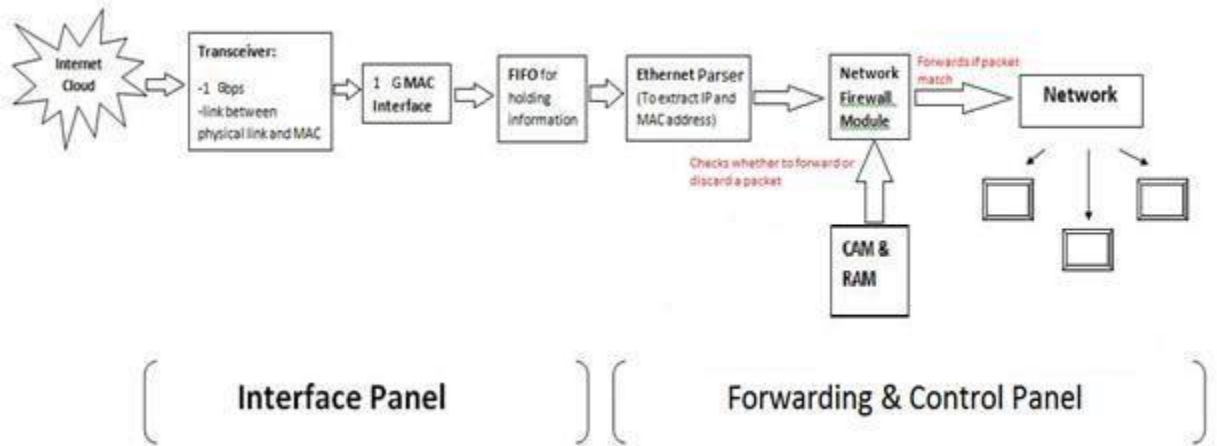 Internet
Cloud
Transceiver:
-1 Gbps
-link between
physical link and MAC
1 G MAC
Interface
FIFO for
holding
information
Ethernet Parser
(To extract IP and
MAC address)
Network
Firewall
Module
Forwards if packet
match
Network
Checks whether to forward or
discard a packet
CAM &
RAM
Interface Panel
Forwarding & Control Panel